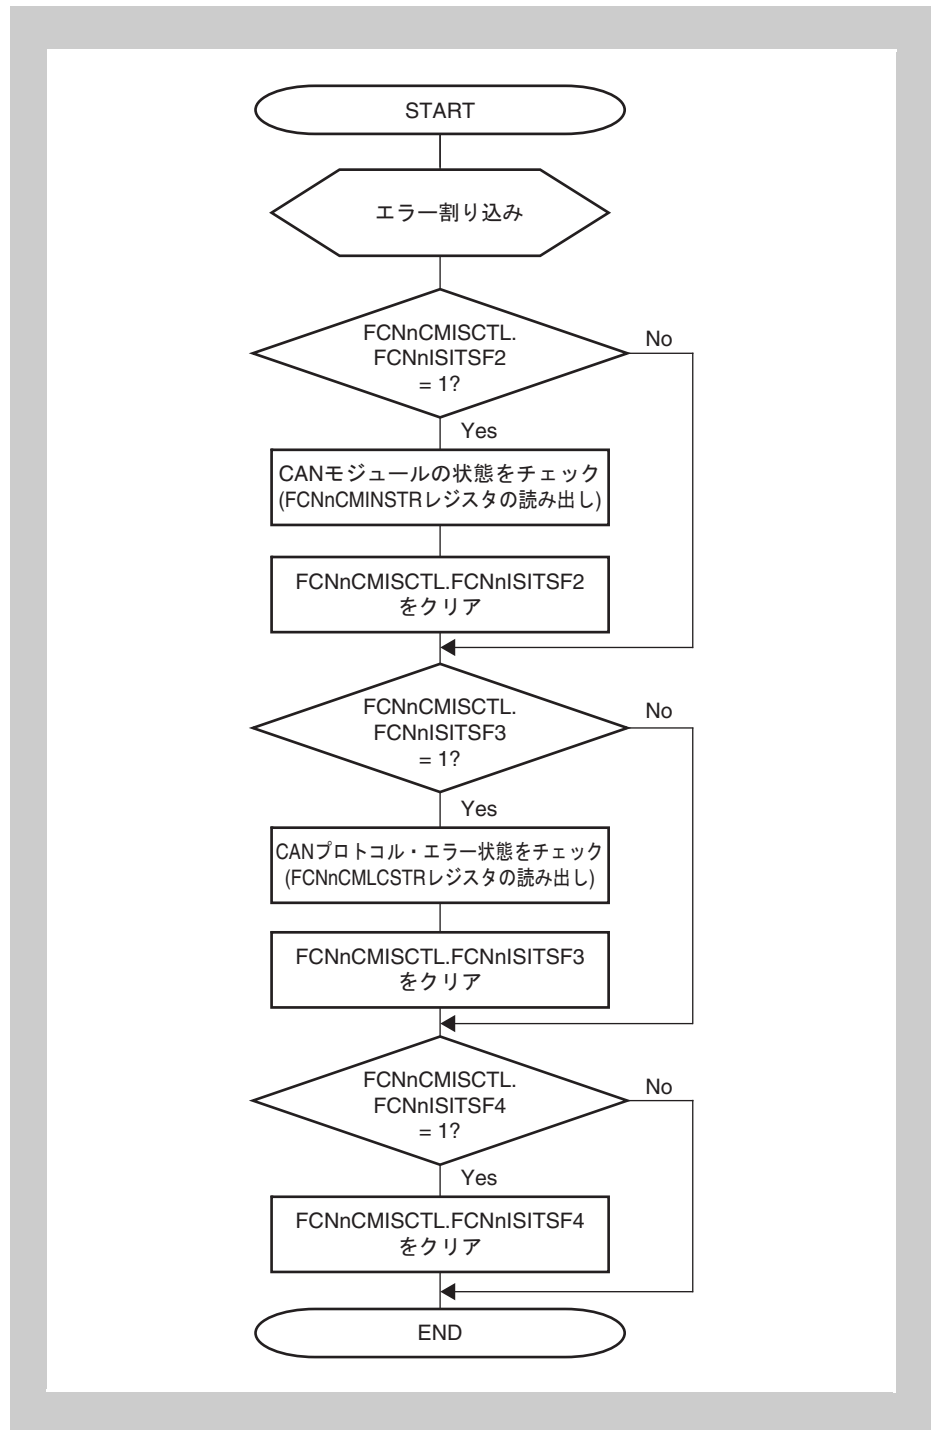 START
エラー割り込み
FCNnCMISCTL.
FCNnISITSF2
= 1?
No
Yes
CANモジュールの状態をチェック
(FCNnCMINSTRレジスタの読み出し)
FCNnCMISCTL.FCNnISITSF2
をクリア
FCNnCMISCTL.
FCNnISITSF3
= 1?
No
Yes
CANプロトコル・エラー状態をチェック
(FCNnCMLCSTRレジスタの読み出し)
FCNnCMISCTL.FCNnISITSF3
をクリア
FCNnCMISCTL.
FCNnISITSF4
= 1?
No
Yes
FCNnCMISCTL.FCNnISITSF4
をクリア
END